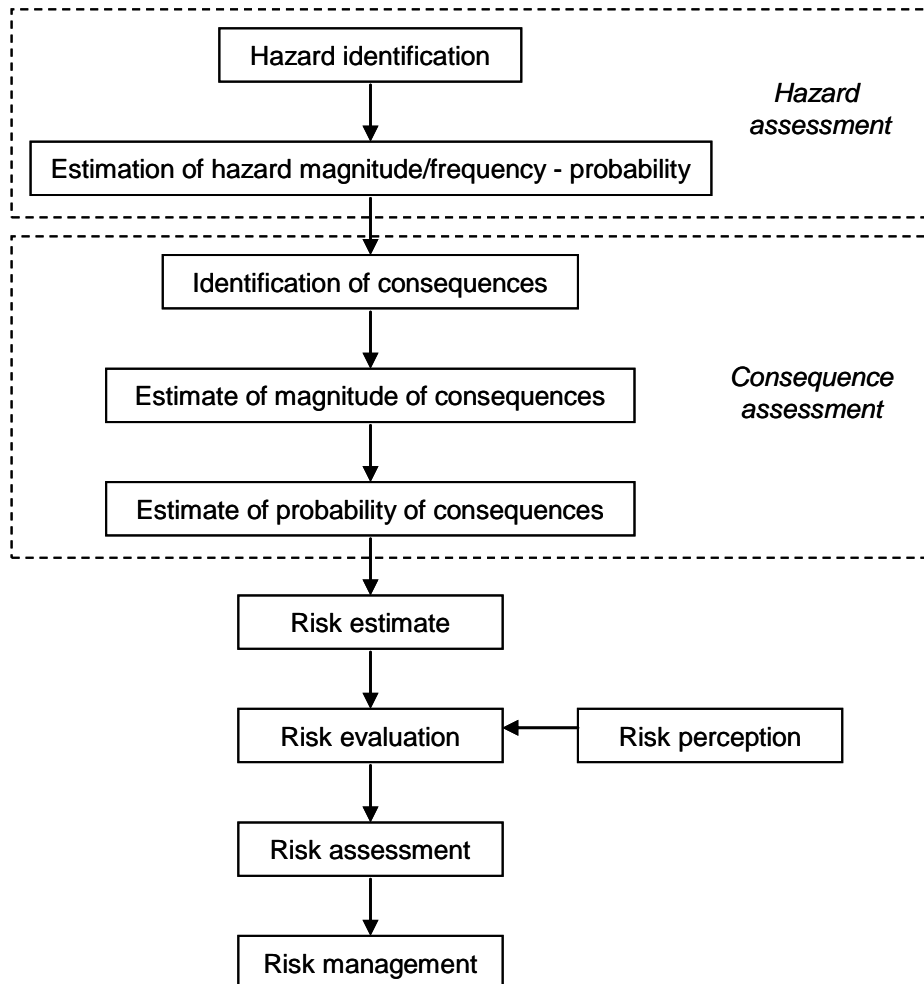 Hazard identification
Hazard
assessment
Estimation of hazard magnitude/frequency - probability
Identification of consequences
Estimate of magnitude of consequences
Consequence
assessment
Estimate of probability of consequences
Risk estimate
Risk evaluation
Risk perception
Risk assessment
Risk management